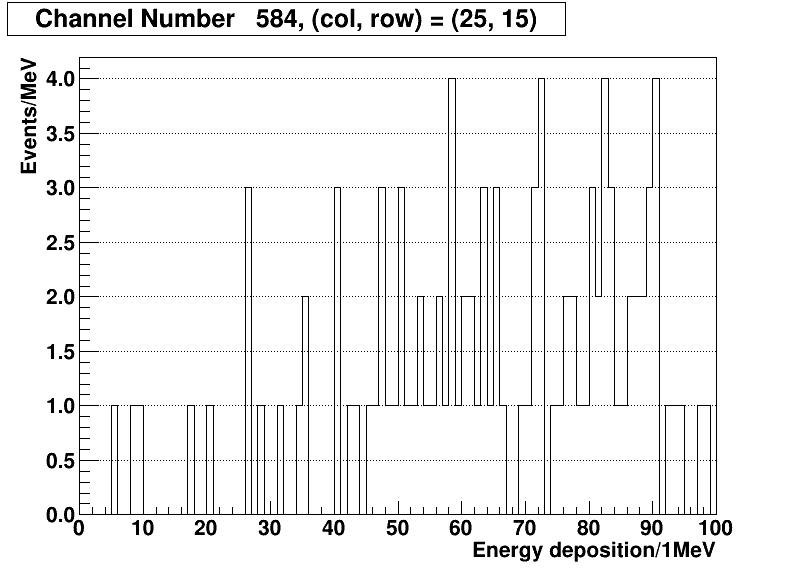 Channel Number 584, (col, row) = (25, 15)
Events/MeV
4.0
3.5
3.0
2.5
2.0
1.5
1.0
0.5
0.0
0 10 20 30 40 50 60 70 80 90 100
Energy deposition/1MeV